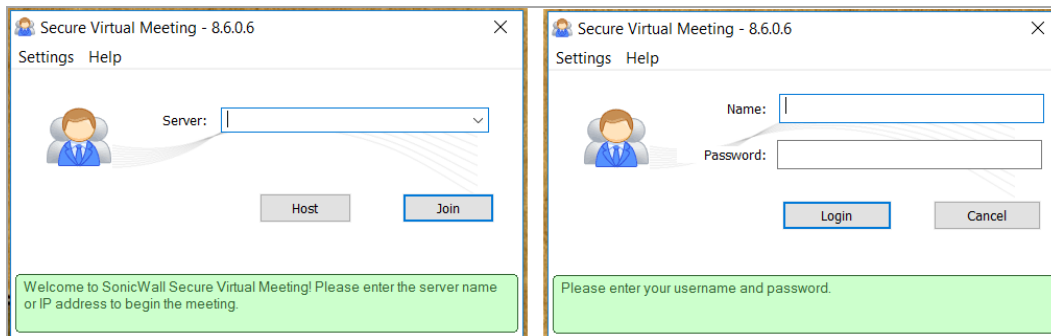 Secure Virtual Meeting - 8.6.0.6
Settings Help
Server:
Host Join
Welcome to SonicWall Secure Virtual Meeting! Please enter the server name
or IP address to begin the meeting.
Secure Virtual Meeting - 8.6.0.6
Settings Help
Name:
Password:
Login Cancel
Please enter your username and password.